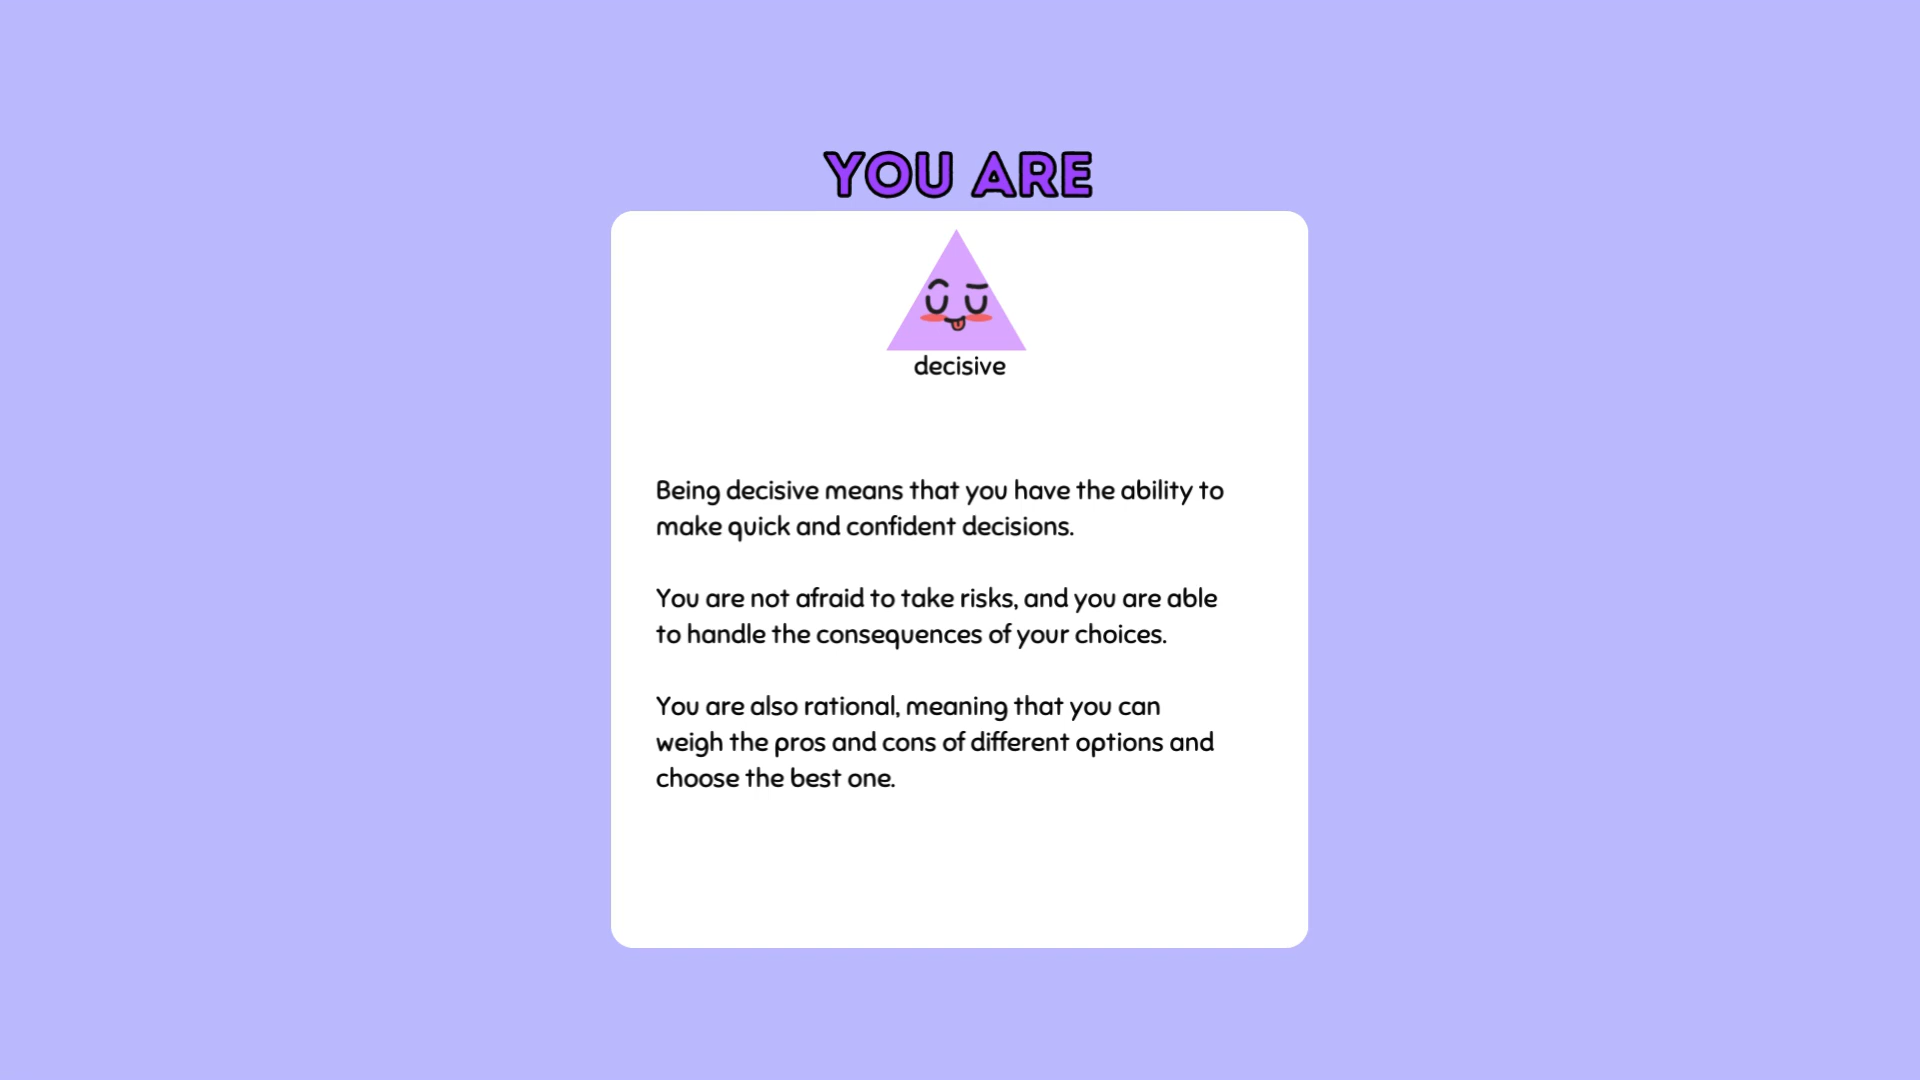 YOU ARE
decisive
Being decisive means that you have the ability to
make quick and confident decisions.
You are not afraid to take risks, and you are able
to handle the consequences of your choices.
You are also rational, meaning that you can
weigh the pros and cons of different options and
choose the best one.